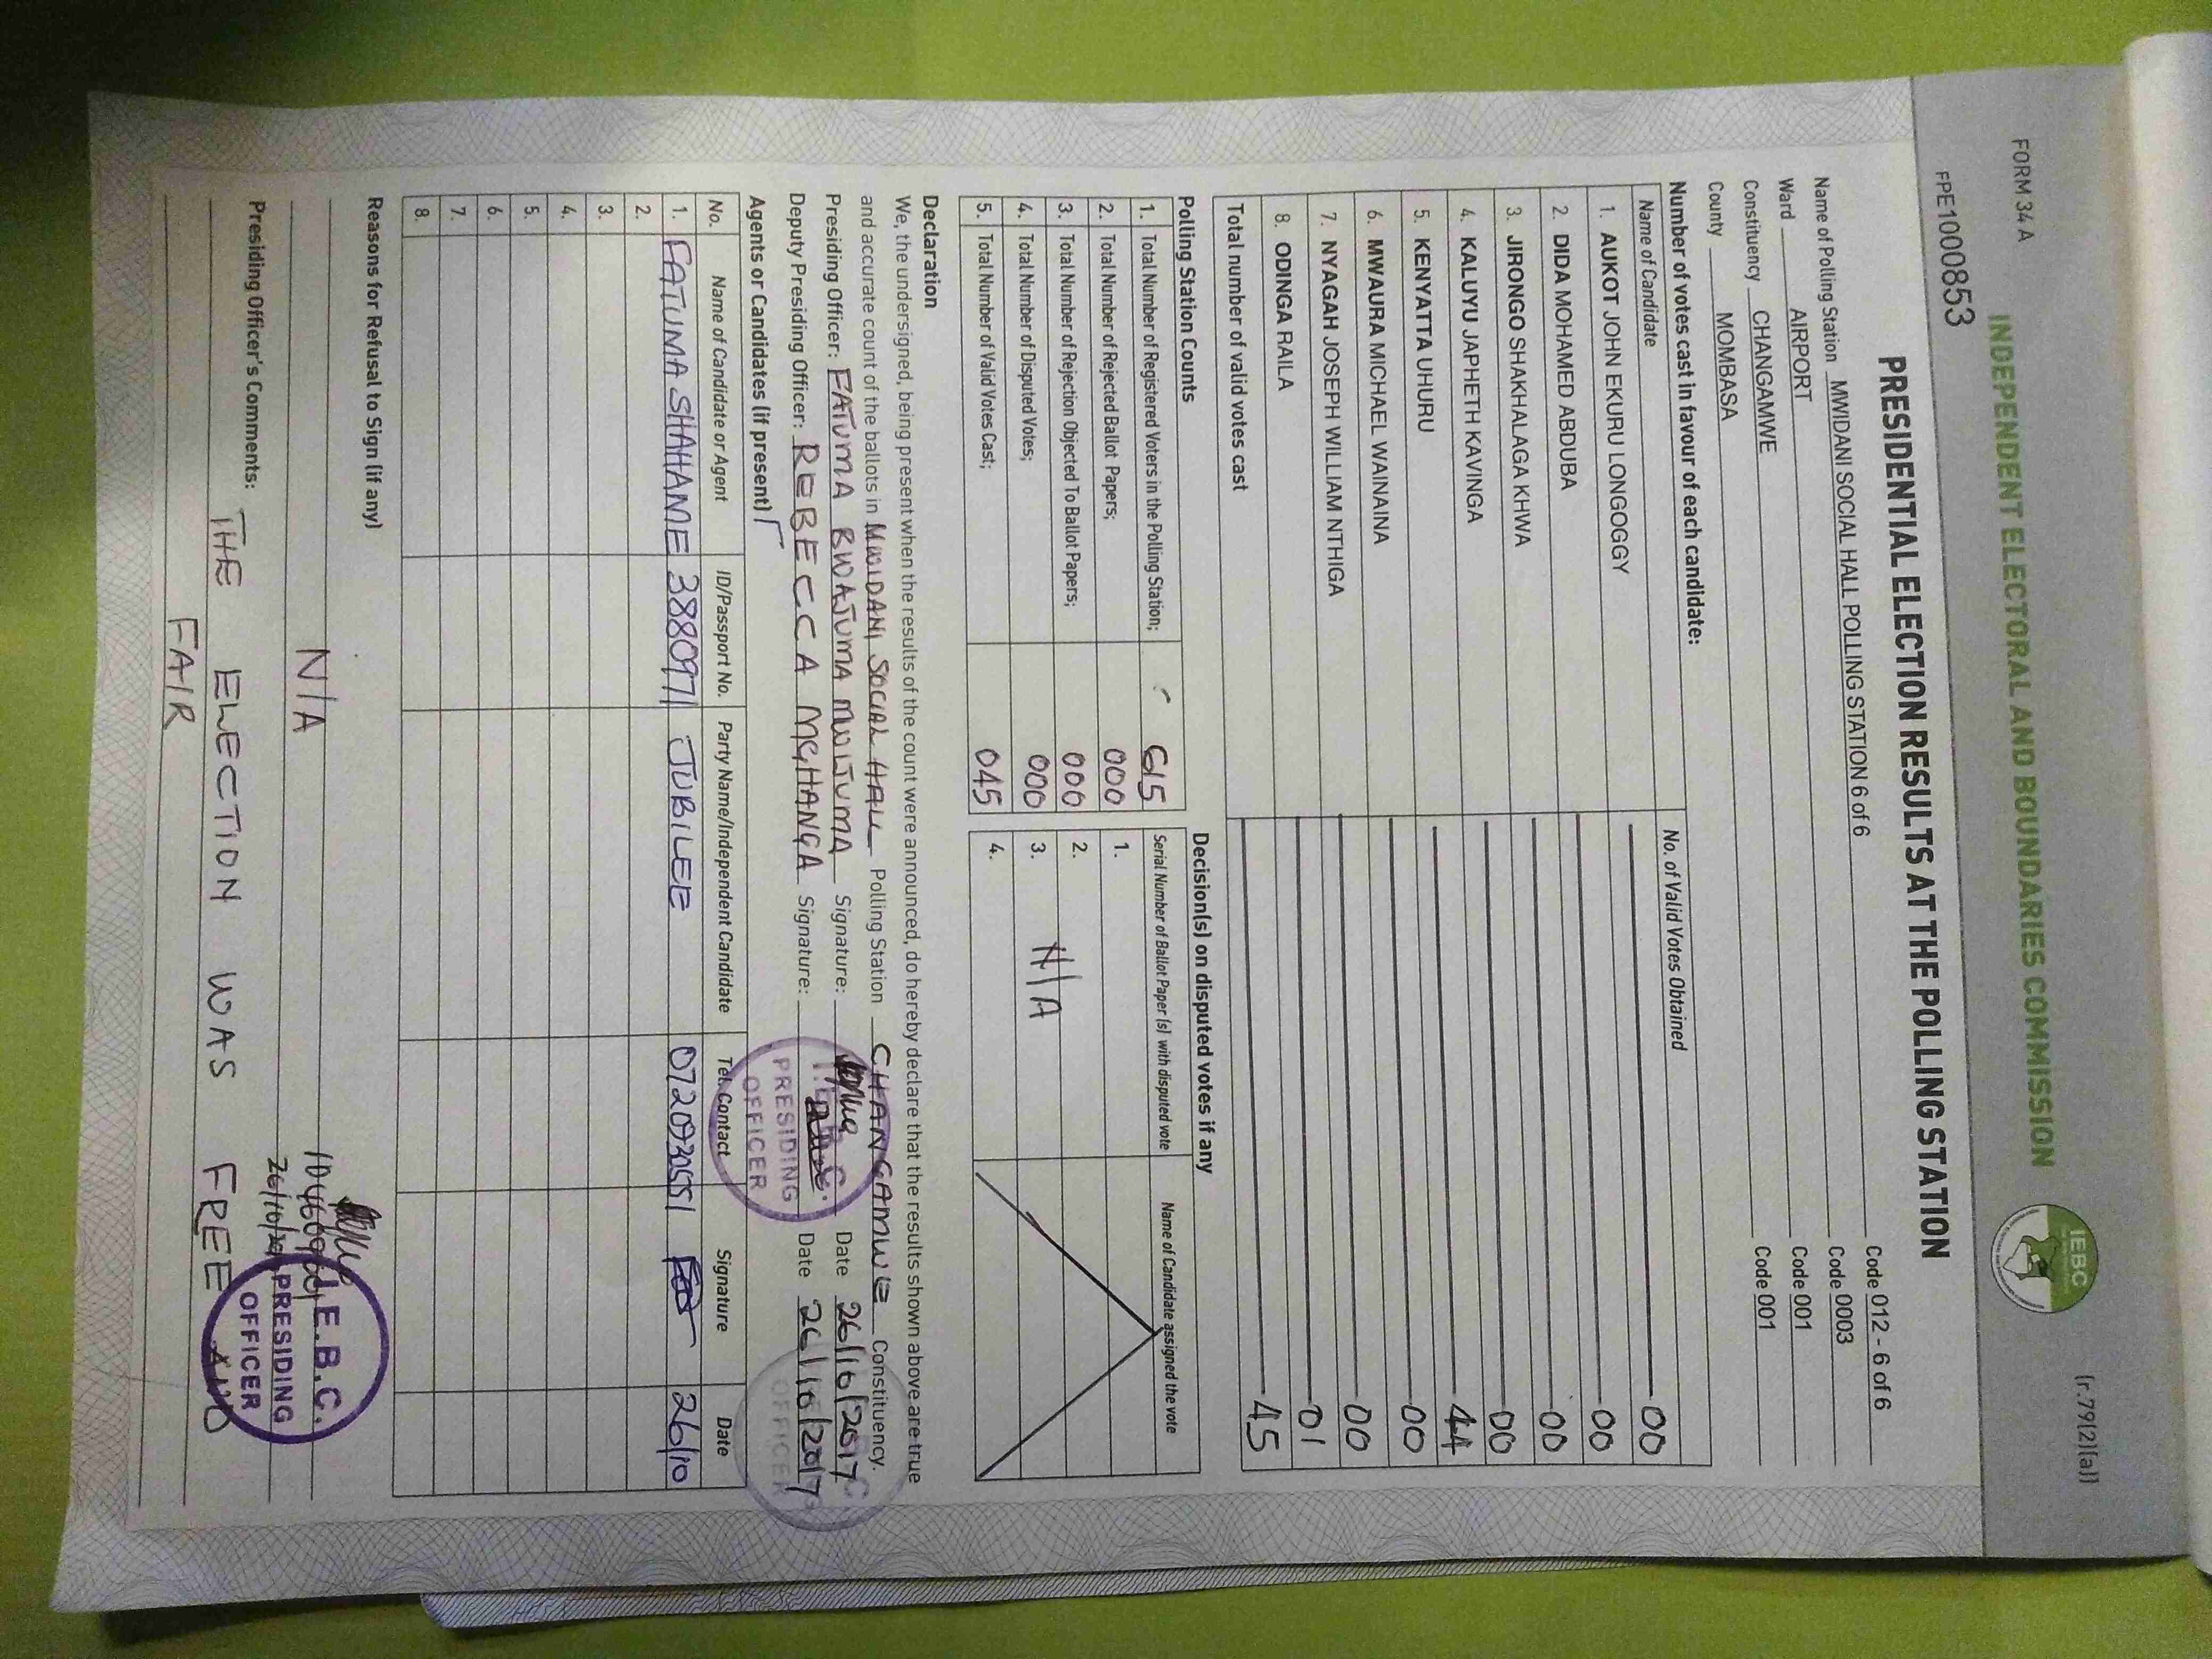 FORM 34 A
[r.79(2)(a)]
INDEPENDENT ELECTORAL AND BOUNDARIES COMMISSION
IEBC
FPE1000853
PRESIDENTIAL ELECTION RESULTS AT THE POLLING STATION
Name of Polling Station MWIDANI SOCIAL HALL POLLING STATION 6 of 6 Code 012 - 6 of 6
Ward AIRPORT Code 0003
Constituency CHANGAMWE Code 001
County MOMBASA Code 001
Number of votes cast in favour of each candidate:
Name of Candidate No. of Valid Votes Obtained
1. AUKOT JOHN EKURU LONGOGGY 00
2. DIDA MOHAMED ABDUBA 00
3. JIRONGO SHAKHALAGA KHWA 00
4. KALUYU JAPHETH KAVINGA 00
5. KENYATTA UHURU 44
6. MWAURA MICHAEL WAINAINA 00
7. NYAGAH JOSEPH WILLIAM NTHIGA 00
8. ODINGA RAILA 01
Total number of valid votes cast 45
Polling Station Counts Decision(s) on disputed votes if any
1. Total Number of Registered Voters in the Polling Station; 615
2. Total Number of Rejected Ballot Papers; 000
3. Total Number of Rejection Objected To Ballot Papers; 000
4. Total Number of Disputed Votes; 000
5. Total Number of Valid Votes Cast; 045
Serial Number of Ballot Paper (s) with disputed vote Name of Candidate assigned the vote
1.
2.
3. N/A
4.
Declaration
We, the undersigned, being present when the results of the count were announced, do hereby declare that the results shown above are true
and accurate count of the ballots in MWIDANI SOCIAL HALL Polling Station CHANGAMWE Constituency.
Presiding Officer: FATUMA BWAJUMA MWIJUMA Signature: Date 26/10/2017
Deputy Presiding Officer: REBECCA MCHANGA Signature: Date 26/10/2017
PRESIDING
OFFICER
OFFICER
Agents or Candidates (if present)
No. Name of Candidate or Agent ID/Passport No. Party Name/Independent Candidate Tel. Contact Signature Date
1. FATUMA SHAHAME 3880971 JUBILEE 26/10
2.
3.
4.
5.
6.
7.
8.
Reasons for Refusal to Sign (if any)
N/A
Presiding Officer's Comments:
THE ELECTION WAS FREE AND
FAIR
I.E.B.C.
PRESIDING
OFFICER